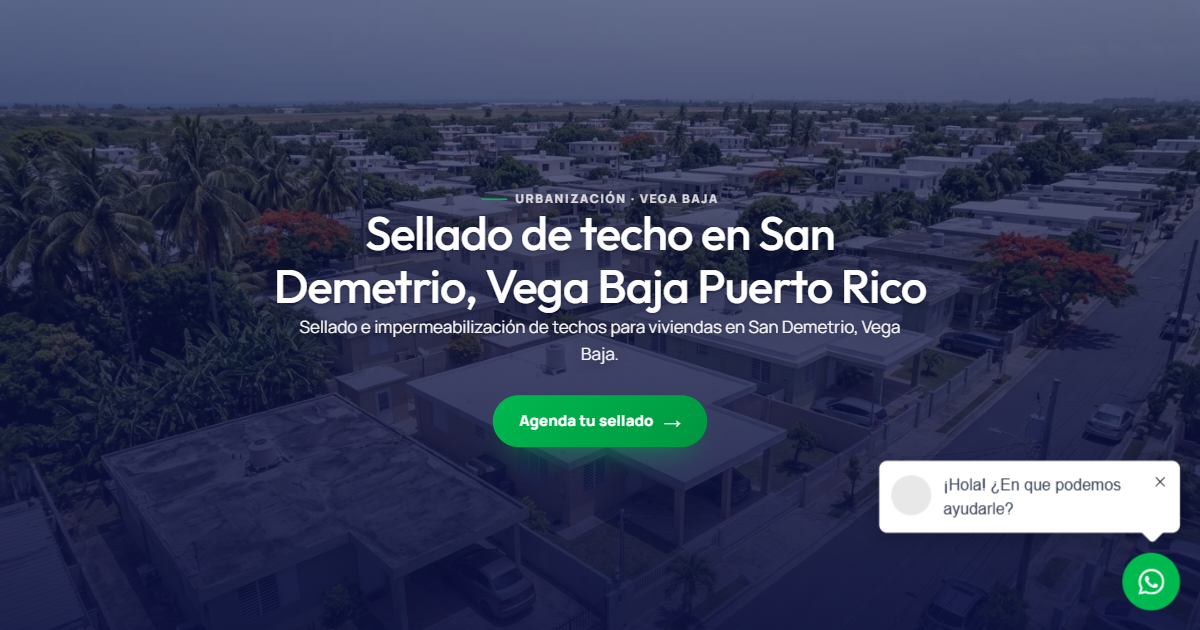 URBANIZACIÓN · VEGA BAJA
Sellado de techo en San
Demetrio, Vega Baja Puerto Rico
Sellado e impermeabilización de techos para viviendas en San Demetrio, Vega
Baja.
Agenda tu sellado →
¡Hola! ¿En que podemos
ayudarle?